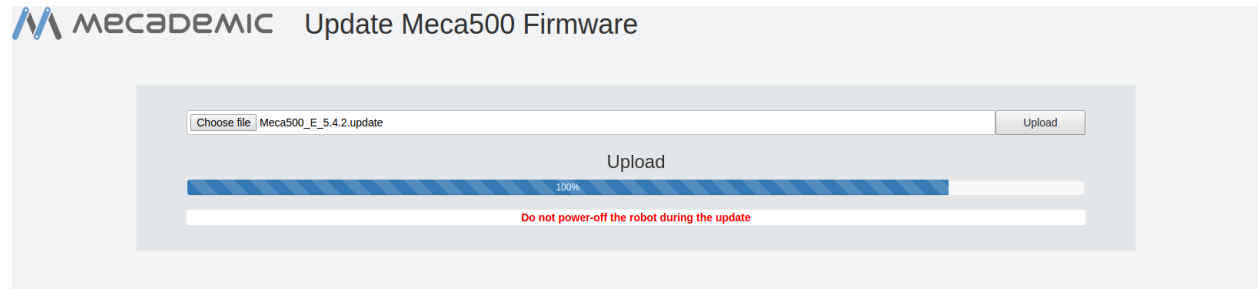 MECADEMIC Update Meca500 Firmware
Choose file Meca500_E_5.4.2.update Upload
Upload
100%
Do not power-off the robot during the update